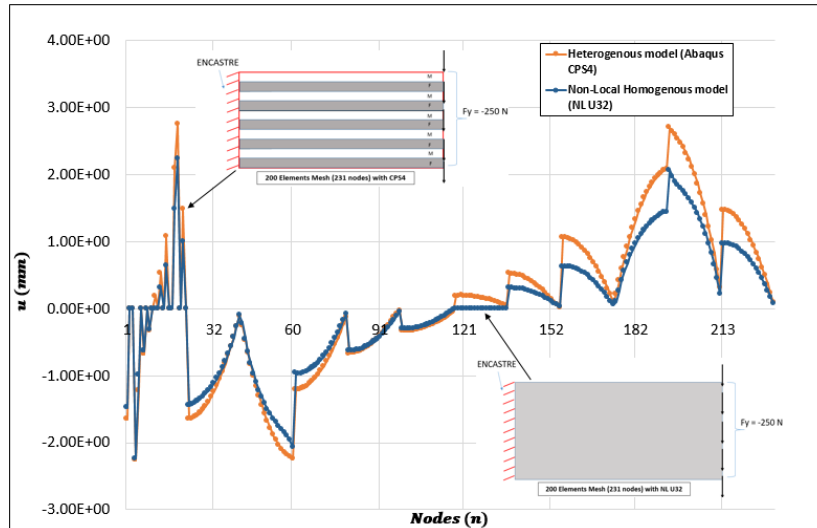 4.00E+00
3.00E+00
2.00E+00
1.00E+00
0.00E+00
-1.00E+00
-2.00E+00
-3.00E+00
u (mm)
1
32
60
91
121
152
182
213
Nodes (n)
Heterogenous model (Abaqus
CPS4)
Non-Local Homogenous model
(NL U32)
ENCASTRE
M
F
M
F
M
F
M
F
M
F
Fy = -250 N
200 Elements Mesh (231 nodes) with CPS4
ENCASTRE
Fy = -250 N
200 Elements Mesh (231 nodes) with NL U32